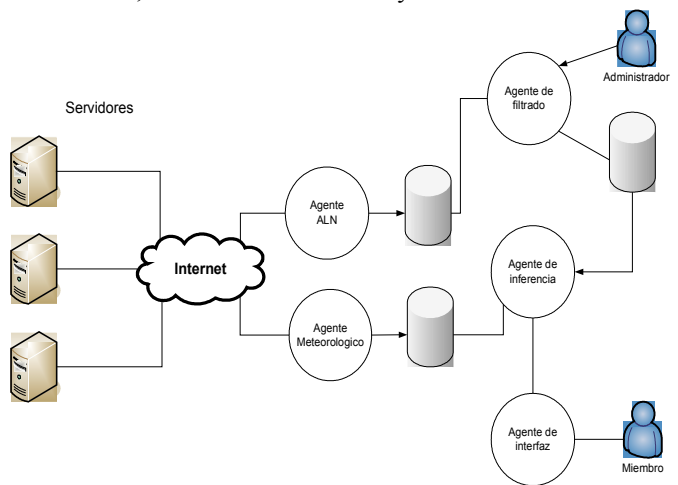 Administrador
Agente de
filtrado
Servidores
Agente
ALN
Internet
Agente de
inferencia
Agente
Meteorologico
Agente de
interfaz
Miembro